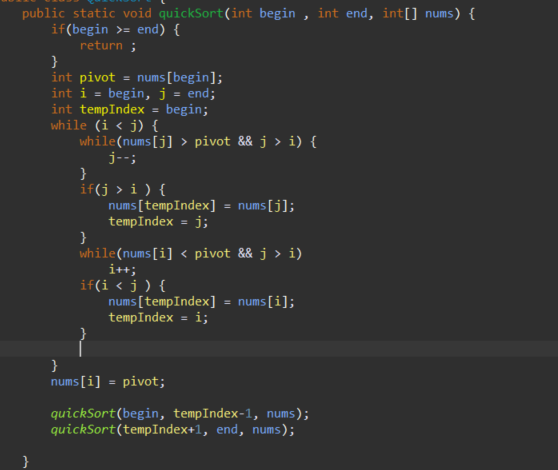 public static void quickSort(int begin , int end, int[] nums) {
if(begin >= end) {
return ;
}
int pivot = nums[begin];
int i = begin, j = end;
int tempIndex = begin;
while (i < j) {
while(nums[j] > pivot && j > i) {
j--;
}
if(j > i ) {
nums[tempIndex] = nums[j];
tempIndex = j;
}
while(nums[i] < pivot && j > i)
i++;
if(i < j ) {
nums[tempIndex] = nums[i];
tempIndex = i;
}
}
nums[i] = pivot;
quickSort(begin, tempIndex-1, nums);
quickSort(tempIndex+1, end, nums);
}